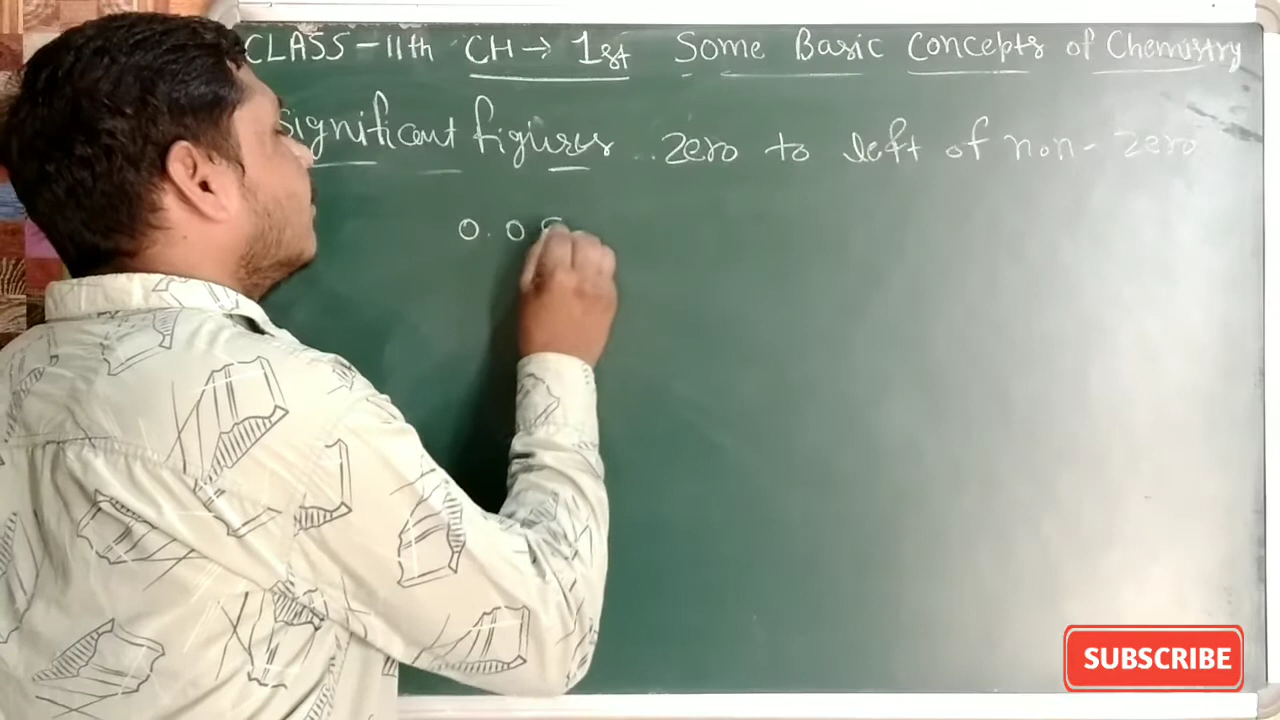 CLASS - 11th CH → 1st Some Basic Concepts of Chemistry
Significant figures .. Zero to left of non-zero
0.0
SUBSCRIBE